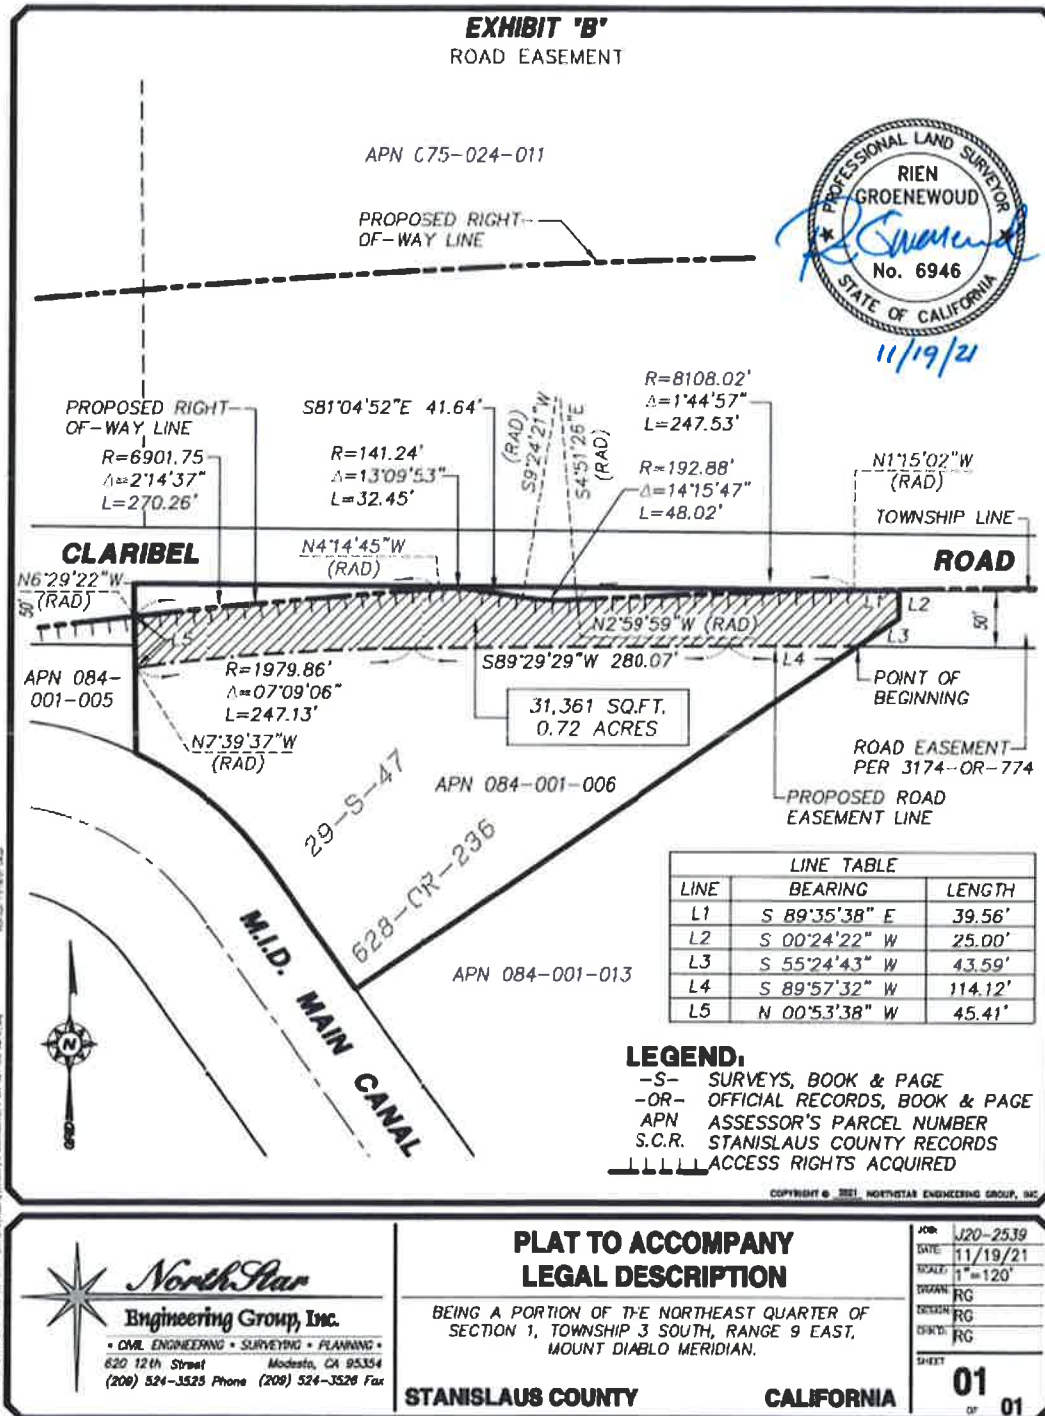 EXHIBIT "B"
ROAD EASEMENT
APN C75-024-011
PROPOSED RIGHT-
OF-WAY LINE
PROFESSIONAL LAND SURVEYOR
RIEN
GROENEWOUD
No. 6946
STATE OF CALIFORNIA
11/19/21
PROPOSED RIGHT-
OF-WAY LINE
R=6901.75
Δ=2°14'37"
L=270.26'
S81°04'52"E 41.64'
R=141.24'
Δ=13°09'53"
L=32.45'
S9°24'21"W
(RAD)
S4°51'26"E
(RAD)
R=8108.02'
Δ=1°44'57"
L=247.53'
R=192.88'
Δ=14°15'47"
L=48.02'
N1°15'02"W
(RAD)
TOWNSHIP LINE
CLARIBEL
ROAD
N4°14'45"W
(RAD)
N6°29'22"W
(RAD)
50'
L5
L1
L2
L3
50'
N2°59'59"W (RAD)
S89°29'29"W 280.07'
L4
APN 084-
001-005
R=1979.86'
Δ=07°09'06"
L=247.13'
N7°39'37"W
(RAD)
31,361 SQ.FT.
0.72 ACRES
POINT OF
BEGINNING
ROAD EASEMENT
PER 3174-OR-774
PROPOSED ROAD
EASEMENT LINE
APN 084-001-006
29-S-47
628-CR-236
APN 084-001-013
M.I.D. MAIN CANAL
N
GRID
LINE TABLE
LINE BEARING LENGTH
L1 S 89°35'38" E 39.56'
L2 S 00°24'22" W 25.00'
L3 S 55°24'43" W 43.59'
L4 S 89°57'32" W 114.12'
L5 N 00°53'38" W 45.41'
LEGEND:
-S- SURVEYS, BOOK & PAGE
-OR- OFFICIAL RECORDS, BOOK & PAGE
APN ASSESSOR'S PARCEL NUMBER
S.C.R. STANISLAUS COUNTY RECORDS
ACCESS RIGHTS ACQUIRED
COPYRIGHT © 2021 NORTHSTAR ENGINEERING GROUP, INC
NorthStar
Engineering Group, Inc.
• CIVIL ENGINEERING • SURVEYING • PLANNING •
620 12th Street Modesto, CA 95354
(209) 524-3525 Phone (209) 524-3526 Fax
PLAT TO ACCOMPANY
LEGAL DESCRIPTION
BEING A PORTION OF THE NORTHEAST QUARTER OF
SECTION 1, TOWNSHIP 3 SOUTH, RANGE 9 EAST,
MOUNT DIABLO MERIDIAN.
STANISLAUS COUNTY CALIFORNIA
JOB: J20-2539
DATE: 11/19/21
SCALE: 1"=120'
DRAWN: RG
DESIGN: RG
CHK'D: RG
SHEET
01
OF 01